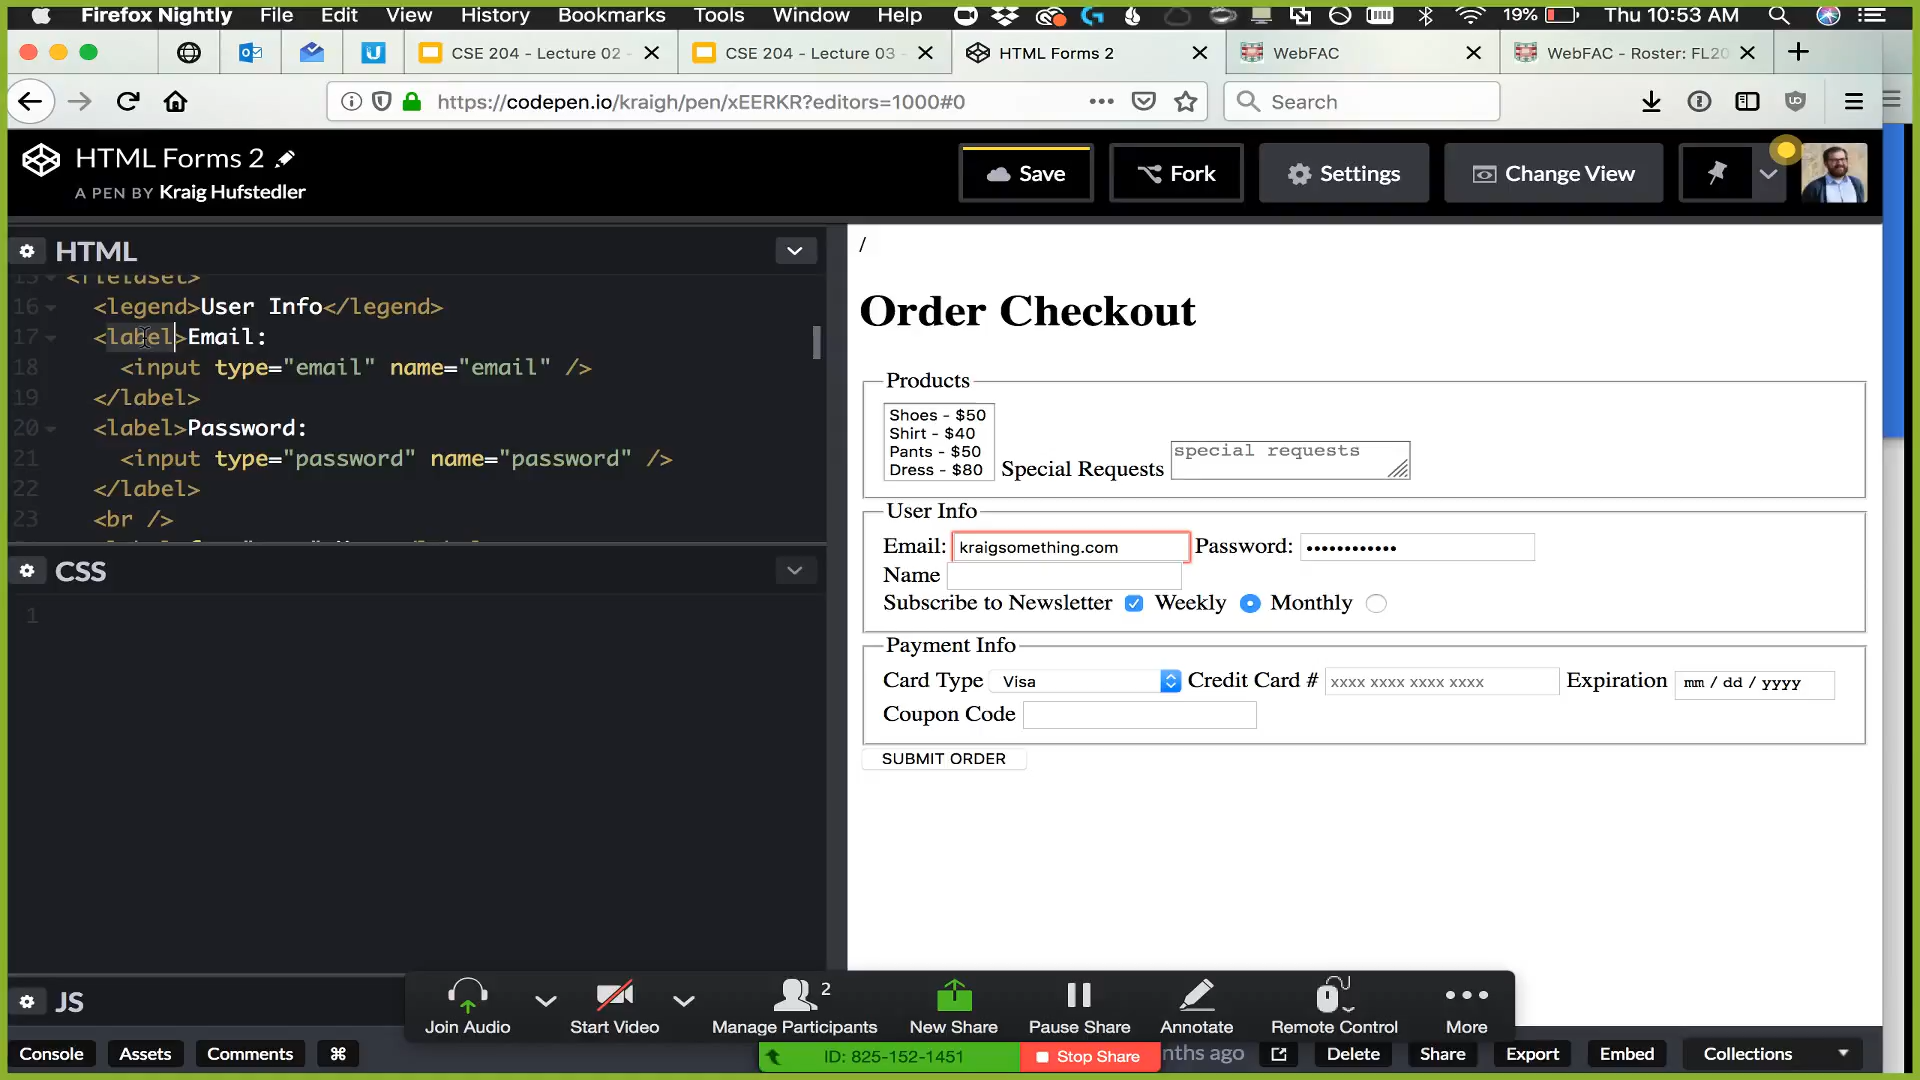 Firefox Nightly File Edit View History Bookmarks Tools Window Help 19% Thu 10:53 AM
CSE 204 - Lecture 02 - CSE 204 - Lecture 03 - HTML Forms 2 WebFAC WebFAC - Roster: FL20
https://codepen.io/kraigh/pen/xEERKR?editors=1000#0 Search
HTML Forms 2
A PEN BY Kraig Hufstedler
Save Fork Settings Change View
HTML
15 <fieldset>
16 <legend>User Info</legend>
17 <label>Email:
18 <input type="email" name="email" />
19 </label>
20 <label>Password:
21 <input type="password" name="password" />
22 </label>
23 <br />
CSS
1
JS
/
Order Checkout
Products
Shoes - $50
Shirt - $40
Pants - $50
Dress - $80
Special Requests special requests
User Info
Email: kraigsomething.com Password: ••••••••••••
Name
Subscribe to Newsletter Weekly Monthly
Payment Info
Card Type Visa Credit Card # xxxx xxxx xxxx xxxx Expiration mm / dd / yyyy
Coupon Code
SUBMIT ORDER
2
Join Audio Start Video Manage Participants New Share Pause Share Annotate Remote Control More
ID: 825-152-1451 Stop Share
Console Assets Comments ⌘ nths ago Delete Share Export Embed Collections